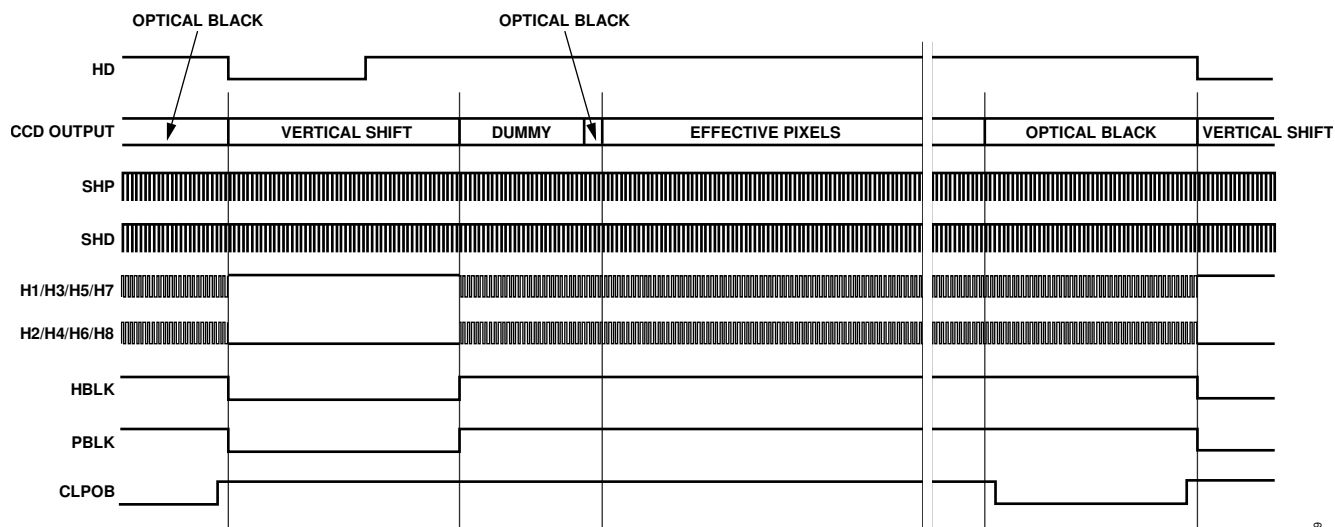 OPTICAL BLACK
OPTICAL BLACK
HD
CCD OUTPUT
VERTICAL SHIFT
DUMMY
EFFECTIVE PIXELS
OPTICAL BLACK
VERTICAL SHIFT
SHP
SHD
H1/H3/H5/H7
H2/H4/H6/H8
HBLK
PBLK
CLPOB